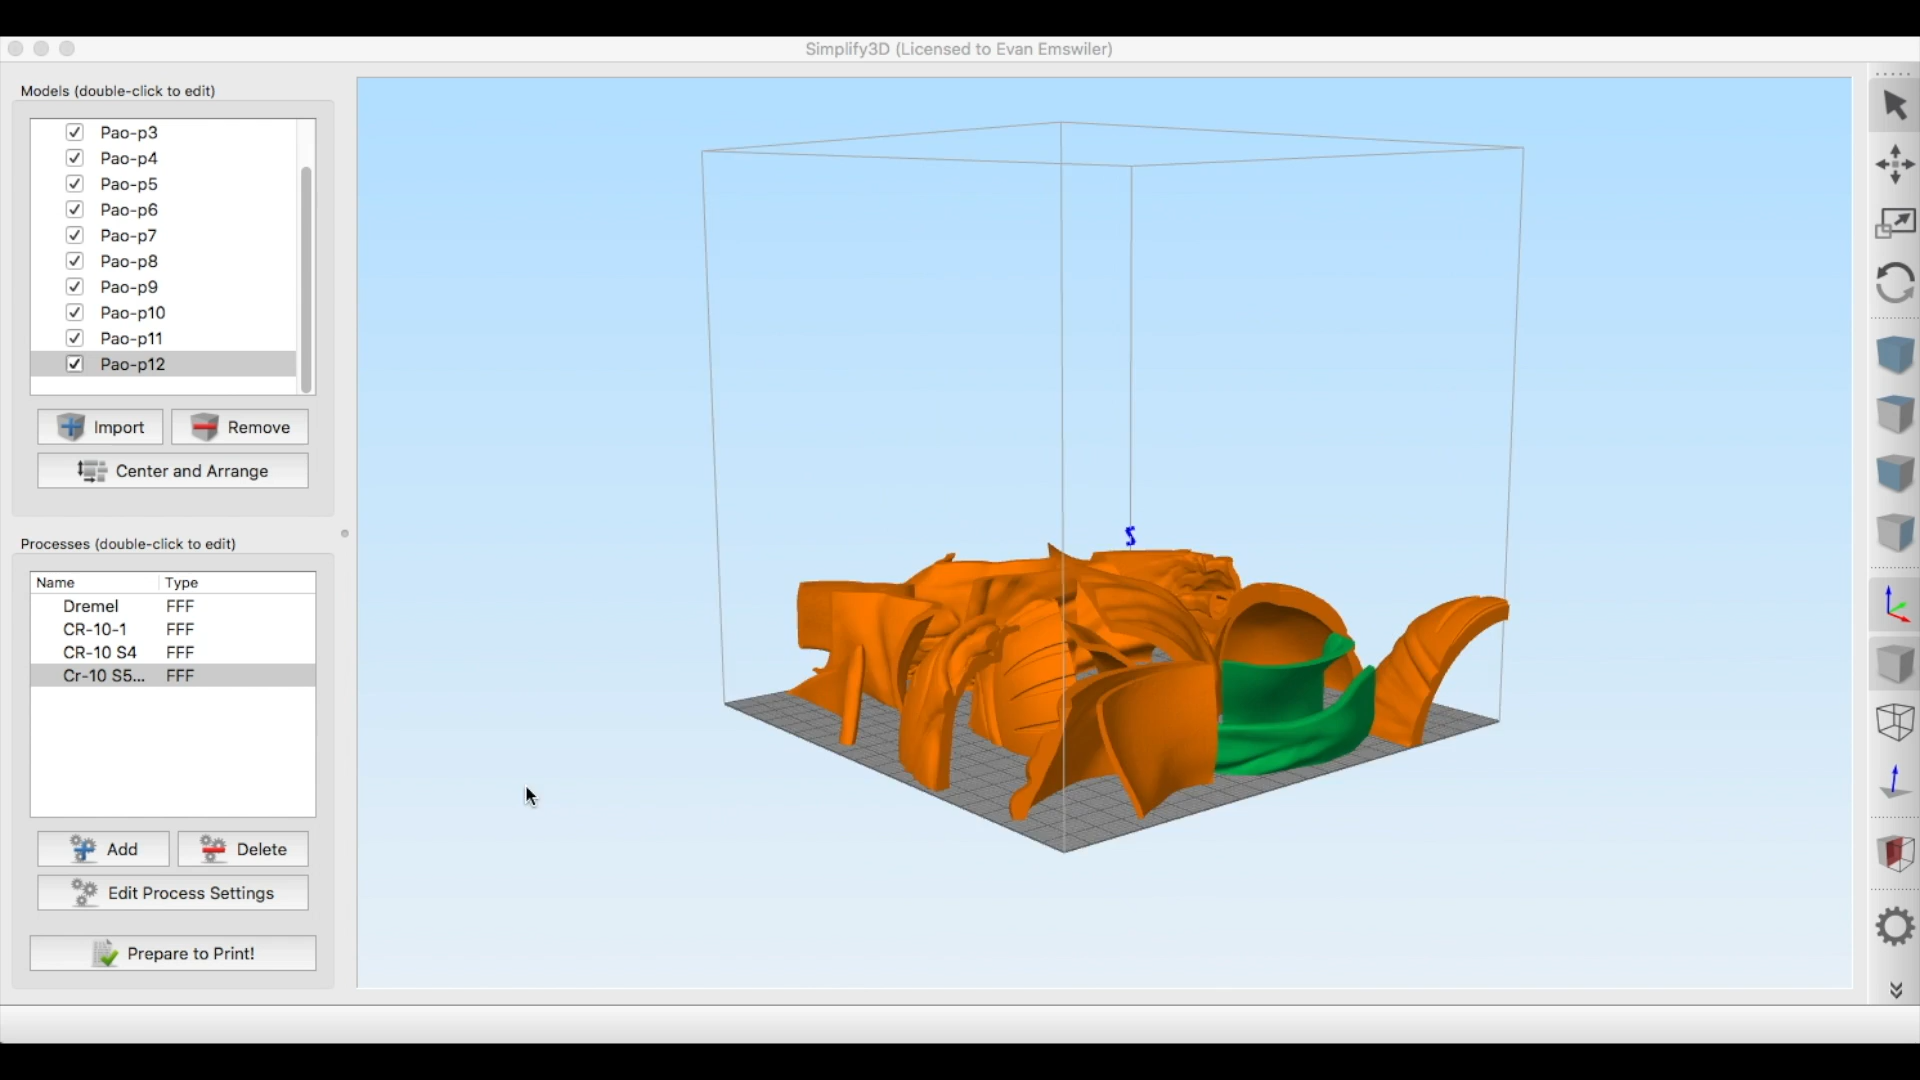 Simplify3D (Licensed to Evan Emswiler)
Models (double-click to edit)
Pao-p3
Pao-p4
Pao-p5
Pao-p6
Pao-p7
Pao-p8
Pao-p9
Pao-p10
Pao-p11
Pao-p12
Import Remove
Center and Arrange
Processes (double-click to edit)
Name Type
Dremel FFF
CR-10-1 FFF
CR-10 S4 FFF
Cr-10 S5... FFF
Add Delete
Edit Process Settings
Prepare to Print!